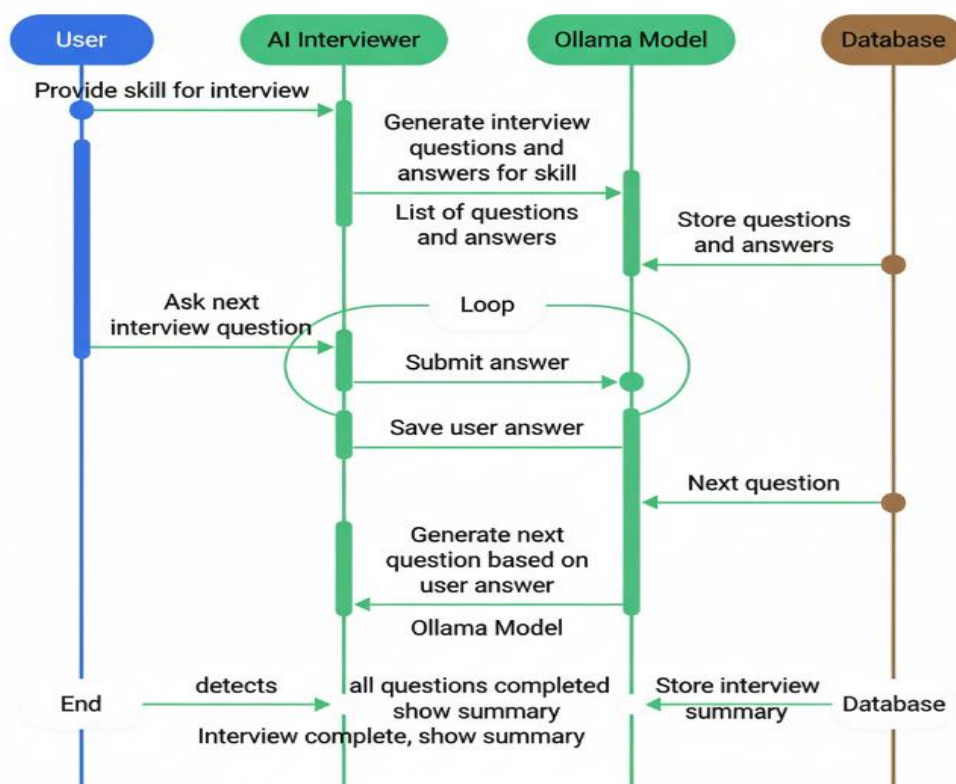 User
AI Interviewer
Ollama Model
Database
Provide skill for interview
Generate interview
questions and
answers for skill
List of questions
and answers
Store questions
and answers
Loop
Ask next
interview question
Submit answer
Save user answer
Next question
Generate next
question based on
user answer
Ollama Model
End
detects
all questions completed
show summary
Interview complete, show summary
Store interview
summary
Database